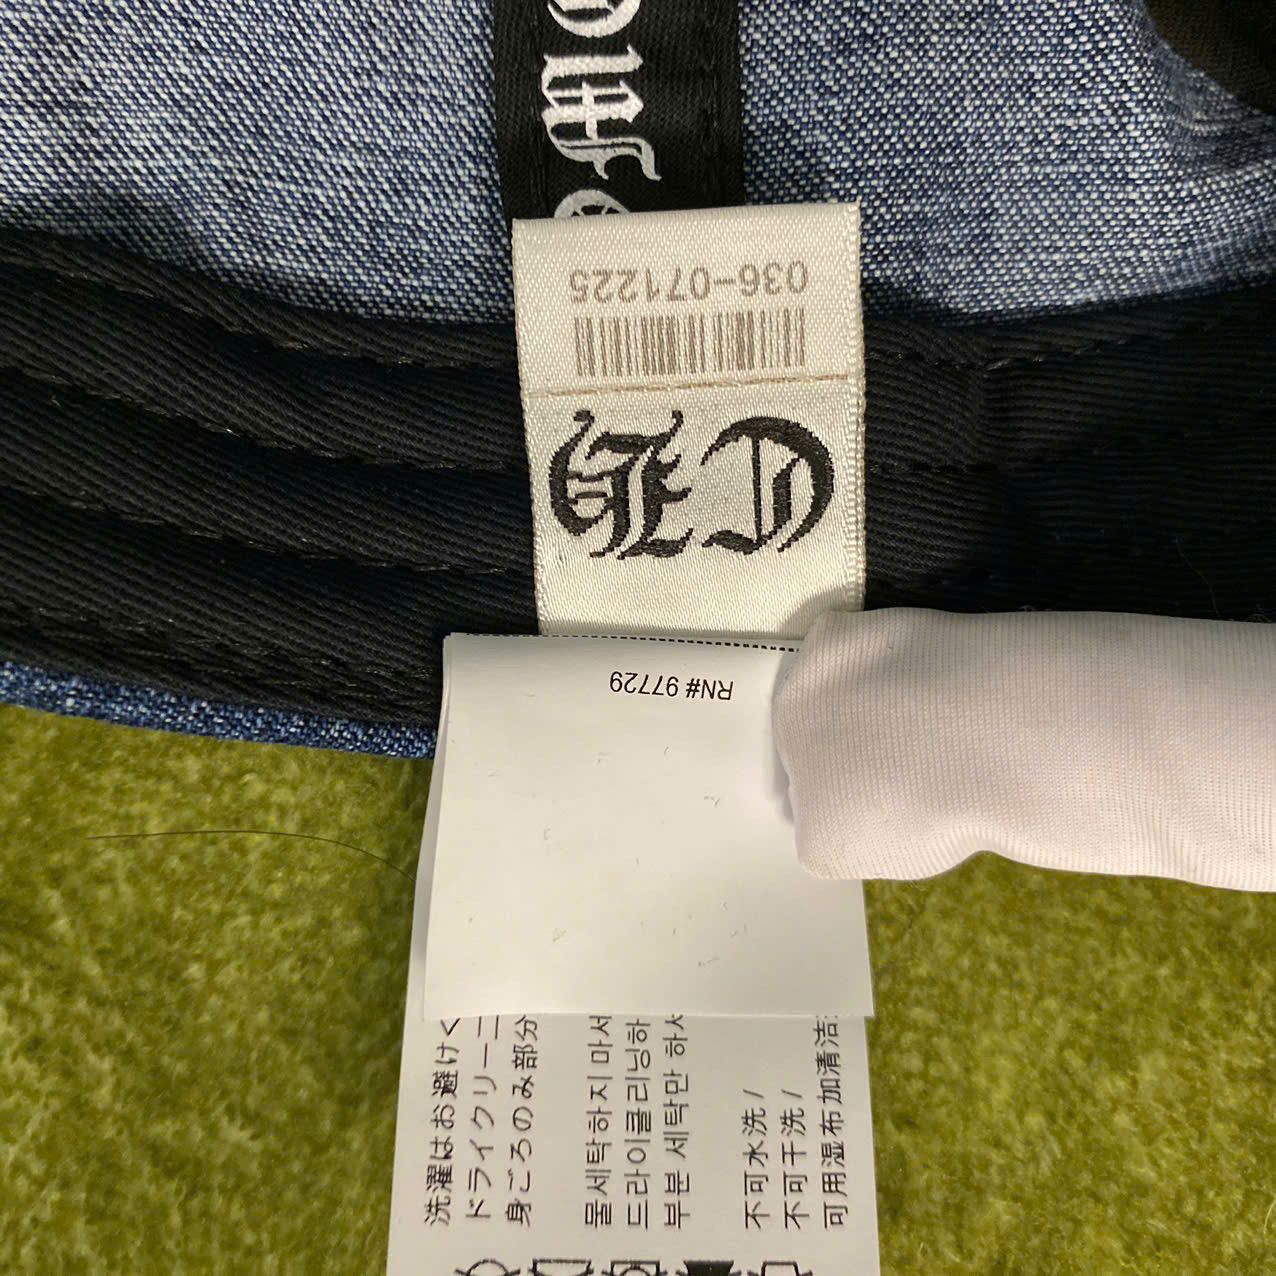 036-071225
CH
RN# 97729
洗濯はお避けく
ドライクリーニ
身ごろのみ部分
물세탁하지 마세
드라이클리닝하
부분 세탁만 하시
不可水洗 /
不可干洗 /
可用湿布加清洁